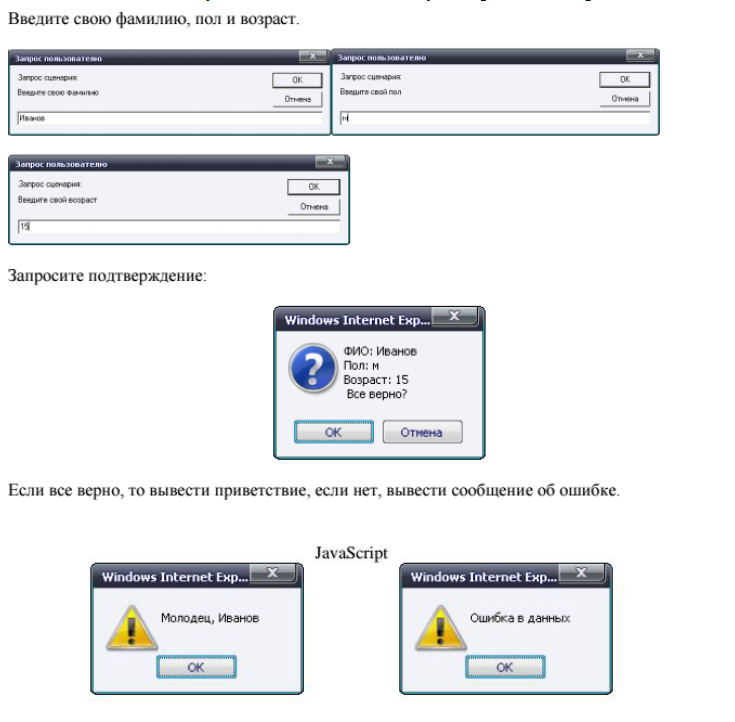 Введите свою фамилию, пол и возраст.
Запрос пользователю X
Запрос сценария:
Введите свою фамилию
OK
Отмена
Иванов
Запрос пользователю X
Запрос сценария:
Введите свой пол
OK
Отмена
м
Запрос пользователю X
Запрос сценария:
Введите свой возраст
OK
Отмена
15
Запросите подтверждение:
Windows Internet Exp... X
ФИО: Иванов
Пол: м
Возраст: 15
Все верно?
OK Отмена
Если все верно, то вывести приветствие, если нет, вывести сообщение об ошибке.
JavaScript
Windows Internet Exp... X
Молодец, Иванов
OK
Windows Internet Exp... X
Ошибка в данных
OK